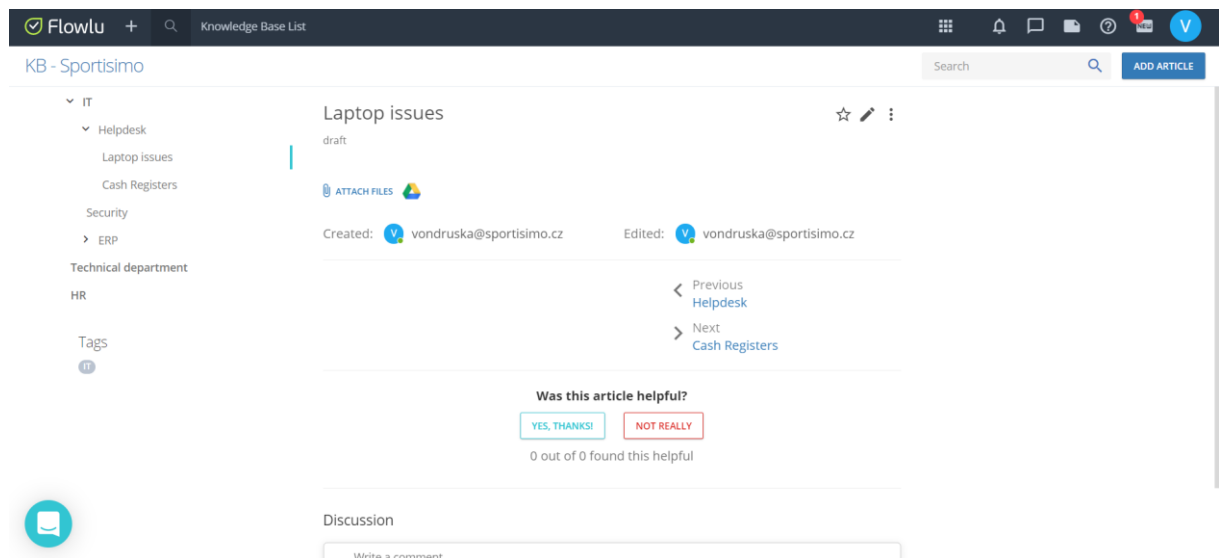 Flowlu + Knowledge Base List 1 NEW V
KB - Sportisimo Search ADD ARTICLE
IT
Helpdesk
Laptop issues
Cash Registers
Security
ERP
Technical department
HR
Tags
IT
Laptop issues
draft
ATTACH FILES
Created: V vondruska@sportisimo.cz Edited: V vondruska@sportisimo.cz
Previous
Helpdesk
Next
Cash Registers
Was this article helpful?
YES, THANKS! NOT REALLY
0 out of 0 found this helpful
Discussion
Write a comment